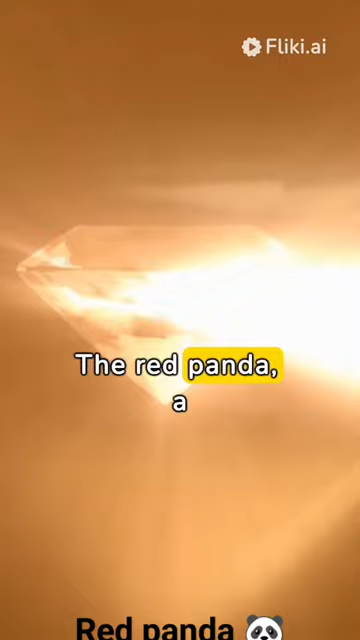 Fliki.ai
The red panda,
a
Red panda 🐼